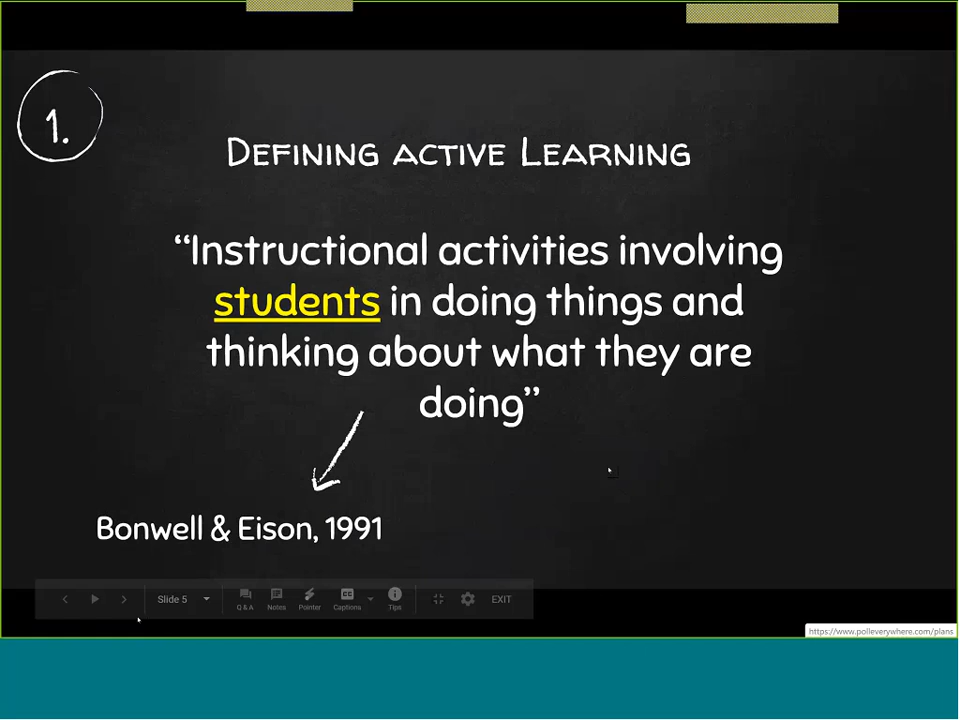 1.
Defining active Learning
“Instructional activities involving
students in doing things and
thinking about what they are
doing”
Bonwell & Eison, 1991
Slide 5
Q & A
Notes
Pointer
CC
Captions
Tips
EXIT
https://www.polleverywhere.com/plans